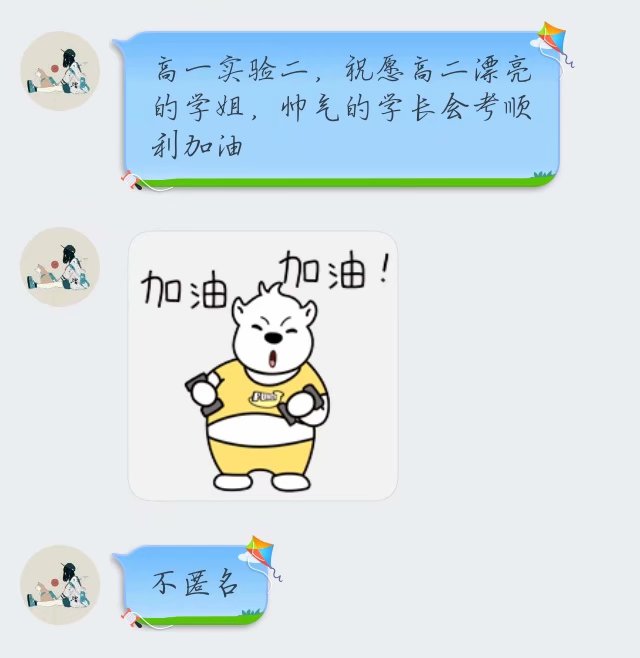 高一实验二，祝愿高二漂亮
的学姐，帅气的学长会考顺
利加油
加油 加油！
不匿名